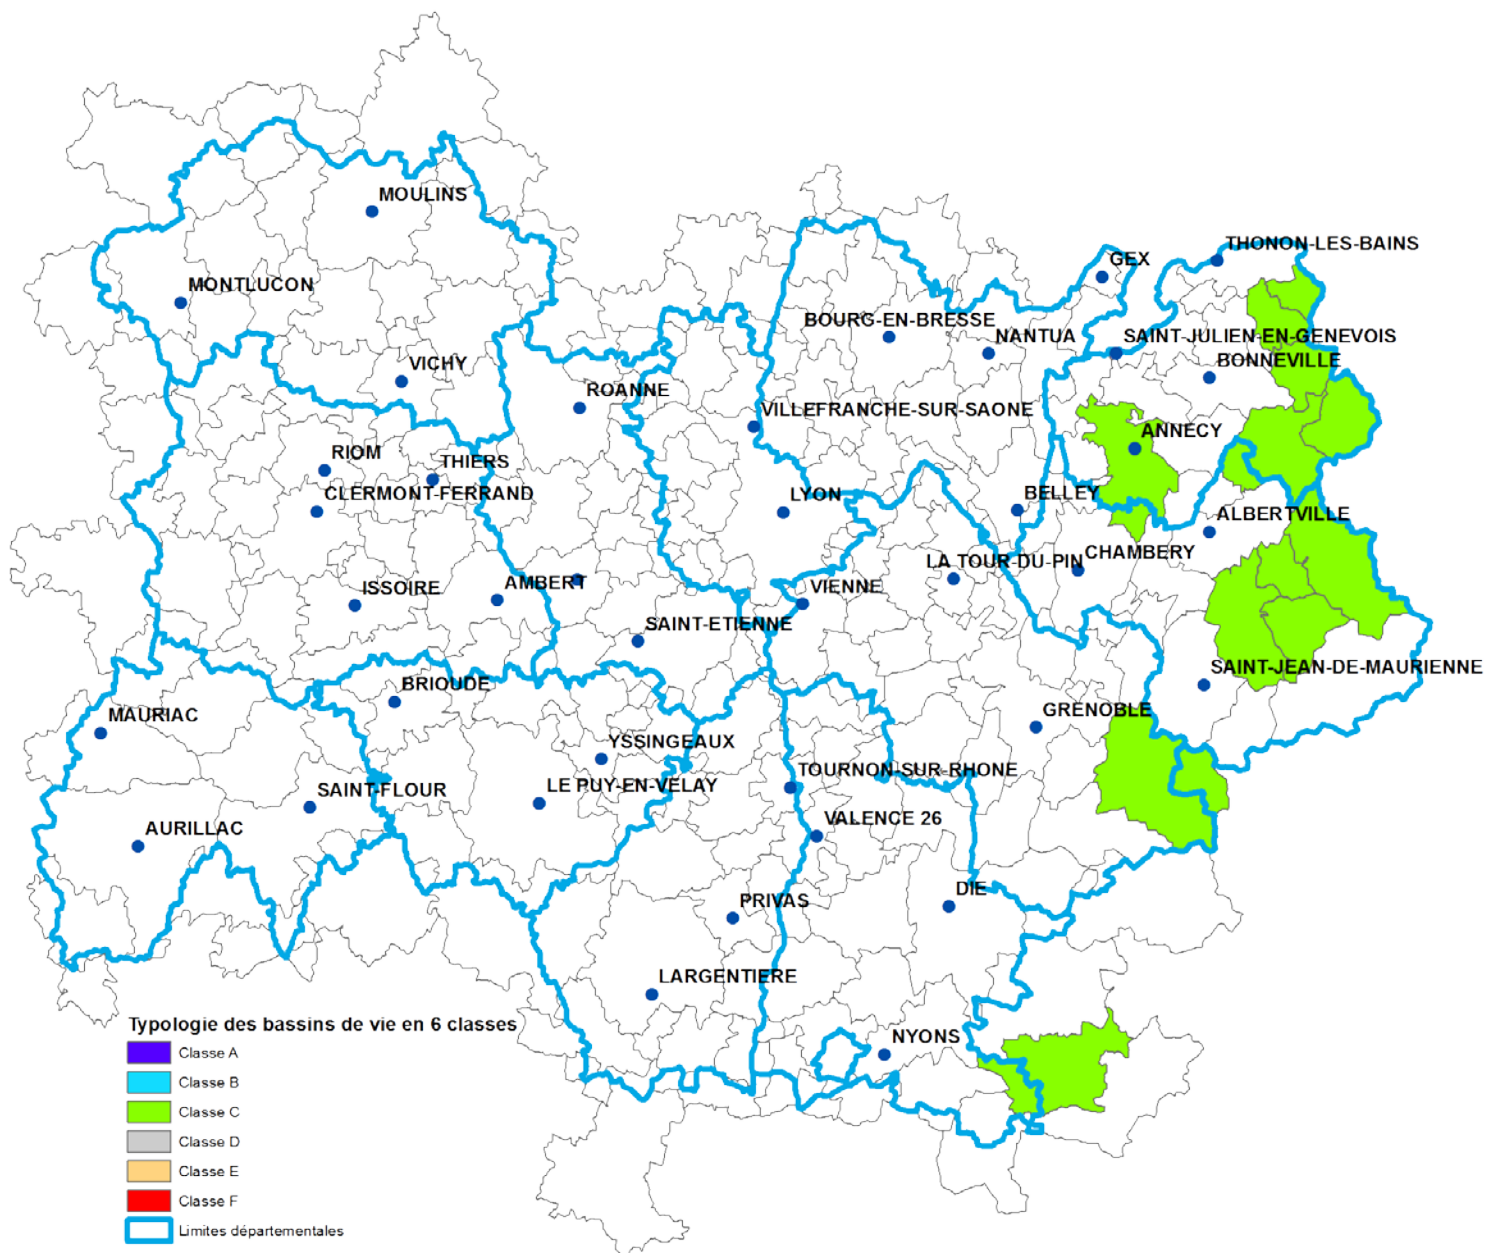 MOULINS
THONON-LES-BAINS
GEX
MONTLUCON
BOURG-EN-BRESSE
NANTUA
SAINT-JULIEN-EN-GENEVOIS
BONNEVILLE
VICHY
ROANNE
VILLEFRANCHE-SUR-SAONE
ANNECY
RIOM
THIERS
CLERMONT-FERRAND
LYON
BELLEY
ALBERTVILLE
CHAMBERY
LA TOUR-DU-PIN
ISSOIRE
AMBERT
VIENNE
SAINT-ETIENNE
SAINT-JEAN-DE-MAURIENNE
BRIOUDE
MAURIAC
GRENOBLE
YSSINGEAUX
TOURNON-SUR-RHONE
LE PUY-EN-VELAY
SAINT-FLOUR
VALENCE 26
AURILLAC
DIE
PRIVAS
LARGENTIERE
NYONS
Typologie des bassins de vie en 6 classes
Classe A
Classe B
Classe C
Classe D
Classe E
Classe F
Limites départementales